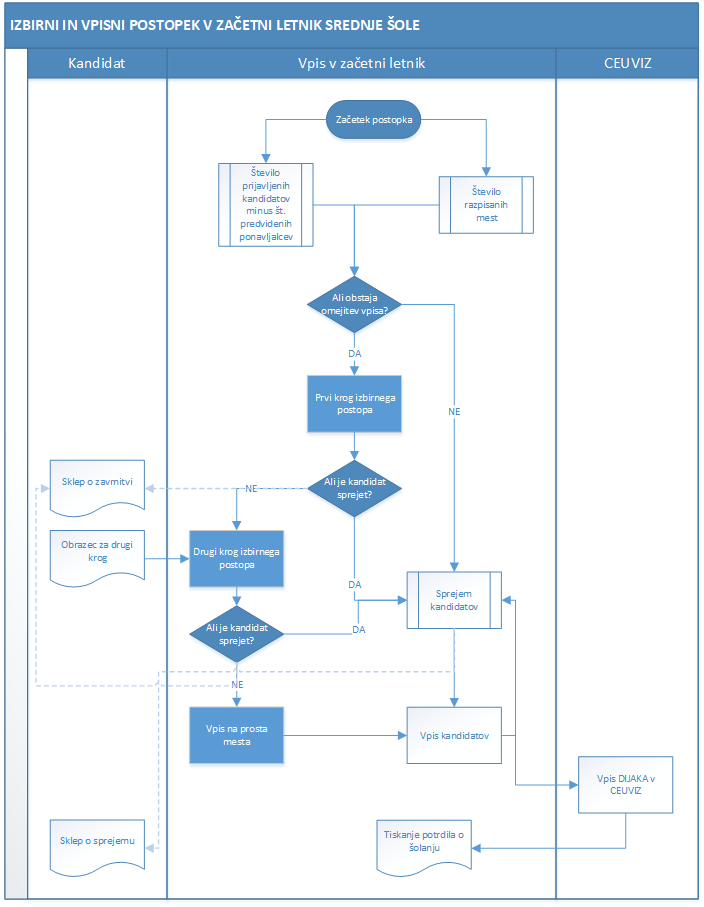 IZBIRNI IN VPISNI POSTOPEK V ZAČETNI LETNIK SREDNJE ŠOLE
Kandidat
Vpis v začetni letnik
CEUVIZ
Začetek postopka
Število
prijavljenih
kandidatov
minus št.
predvidenih
ponavljalcev
Število
razpisanih
mest
Ali obstaja
omejitev vpisa?
DA
NE
Prvi krog izbirnega
postopa
Ali je kandidat
sprejet?
NE
DA
Sklep o zavrnitvi
Obrazec za drugi
krog
Drugi krog izbirnega
postopa
Ali je kandidat
sprejet?
DA
NE
Sprejem
kandidatov
Vpis na prosta
mesta
Vpis kandidatov
Vpis DIJAKA v
CEUVIZ
Sklep o sprejemu
Tiskanje potrdila o
šolanju